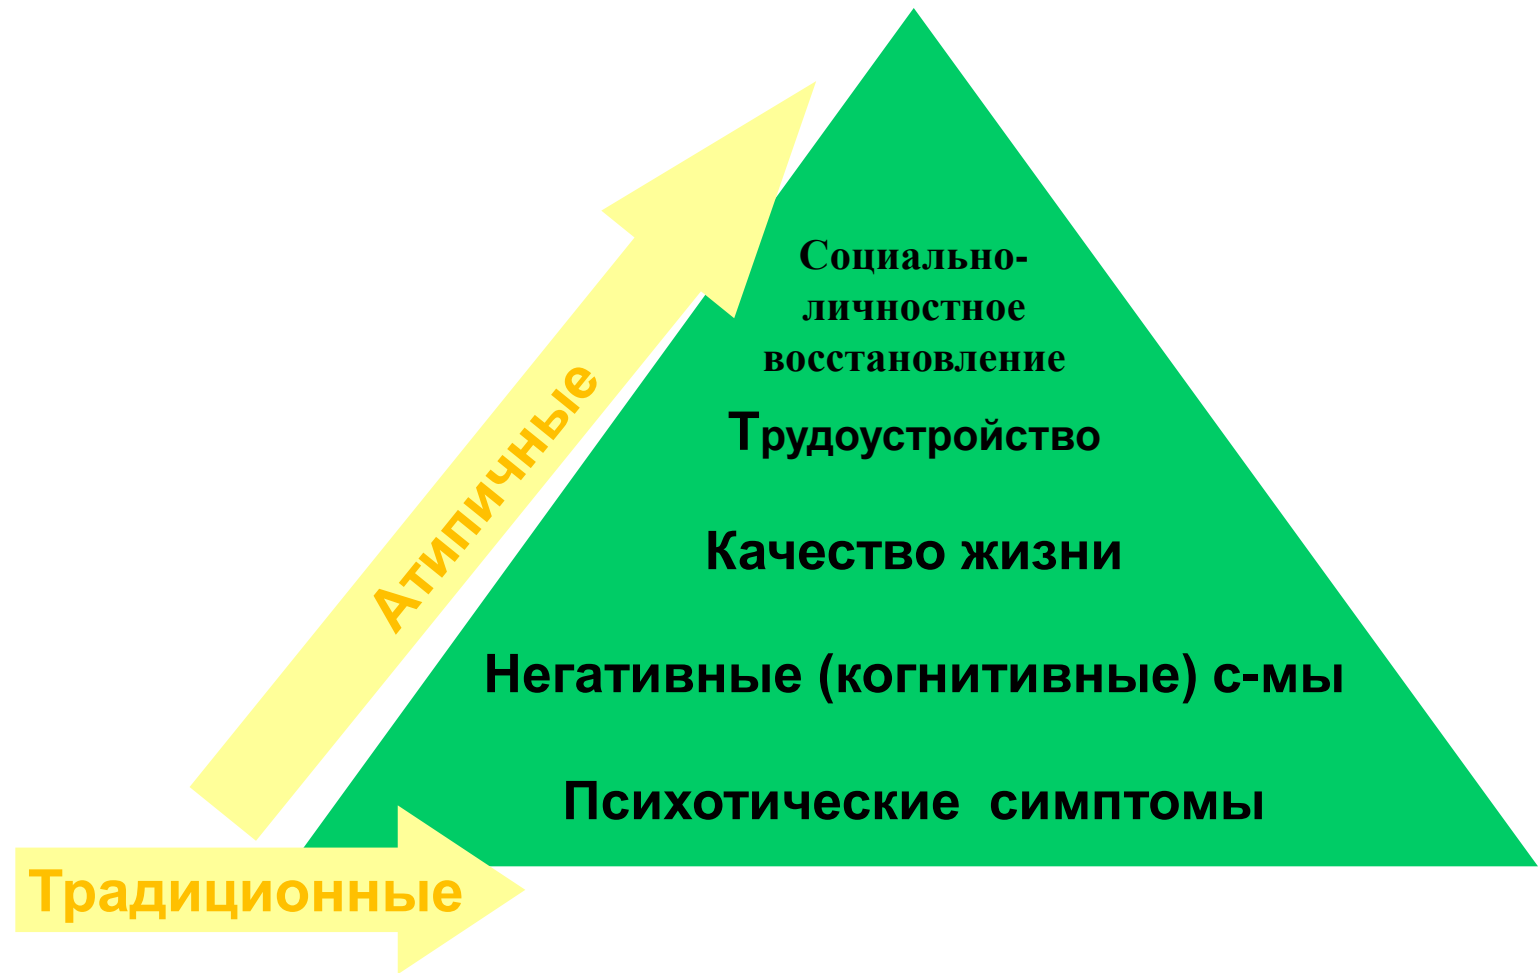 Социально-
личностное
восстановление
Трудоустройство
Качество жизни
Негативные (когнитивные) с-мы
Психотические симптомы
Атипичные
Традиционные